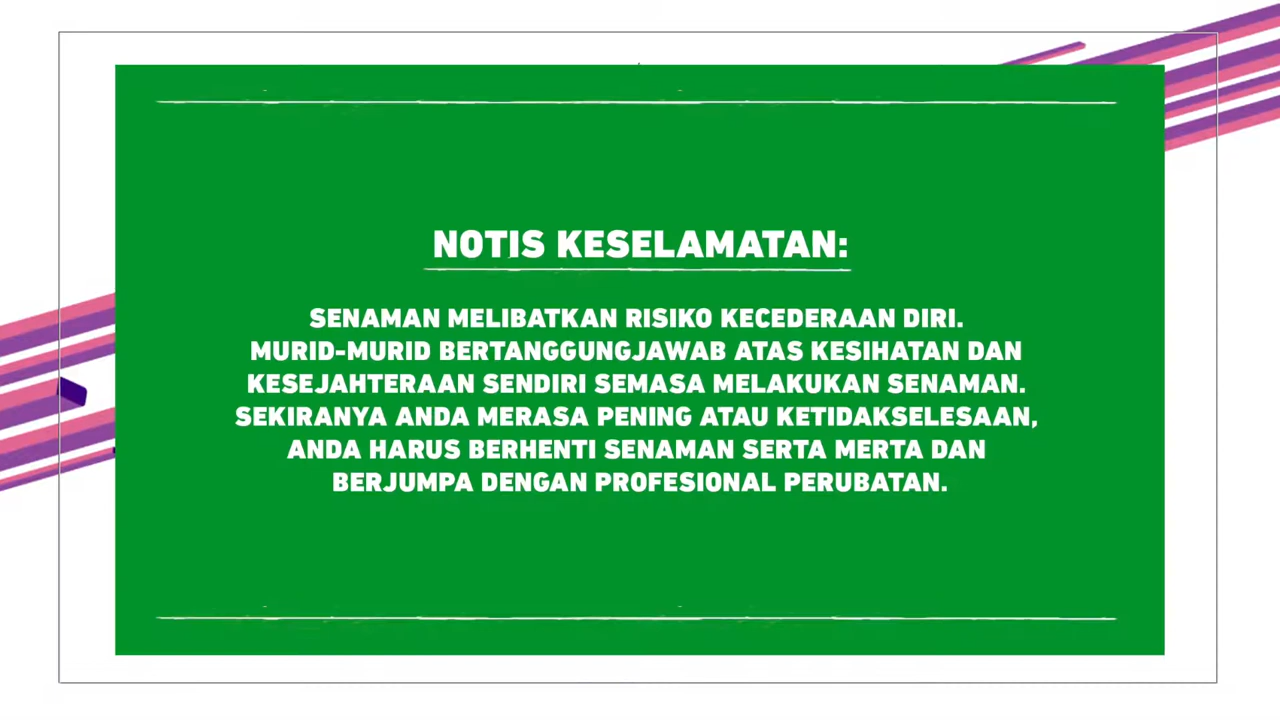 NOTIS KESELAMATAN:
SENAMAN MELIBATKAN RISIKO KECEDERAAN DIRI.
MURID-MURID BERTANGGUNGJAWAB ATAS KESIHATAN DAN
KESEJAHTERAAN SENDIRI SEMASA MELAKUKAN SENAMAN.
SEKIRANYA ANDA MERASA PENING ATAU KETIDAKSELESAAN,
ANDA HARUS BERHENTI SENAMAN SERTA MERTA DAN
BERJUMPA DENGAN PROFESIONAL PERUBATAN.